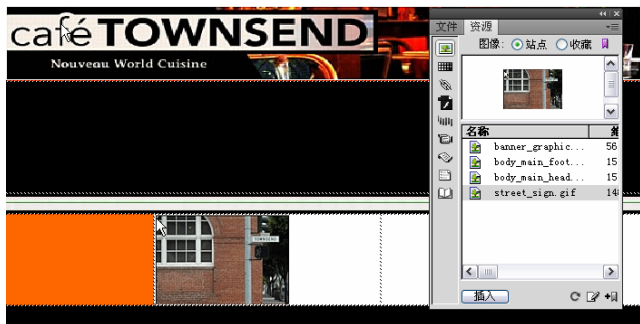 café TOWNSEND
Nouveau World Cuisine
文件 资源
图像: 站点 收藏
名称
banner_graphic... 56
body_main_foot... 15
body_main_head... 15
street_sign.gif 14
TOWNSEND
插入